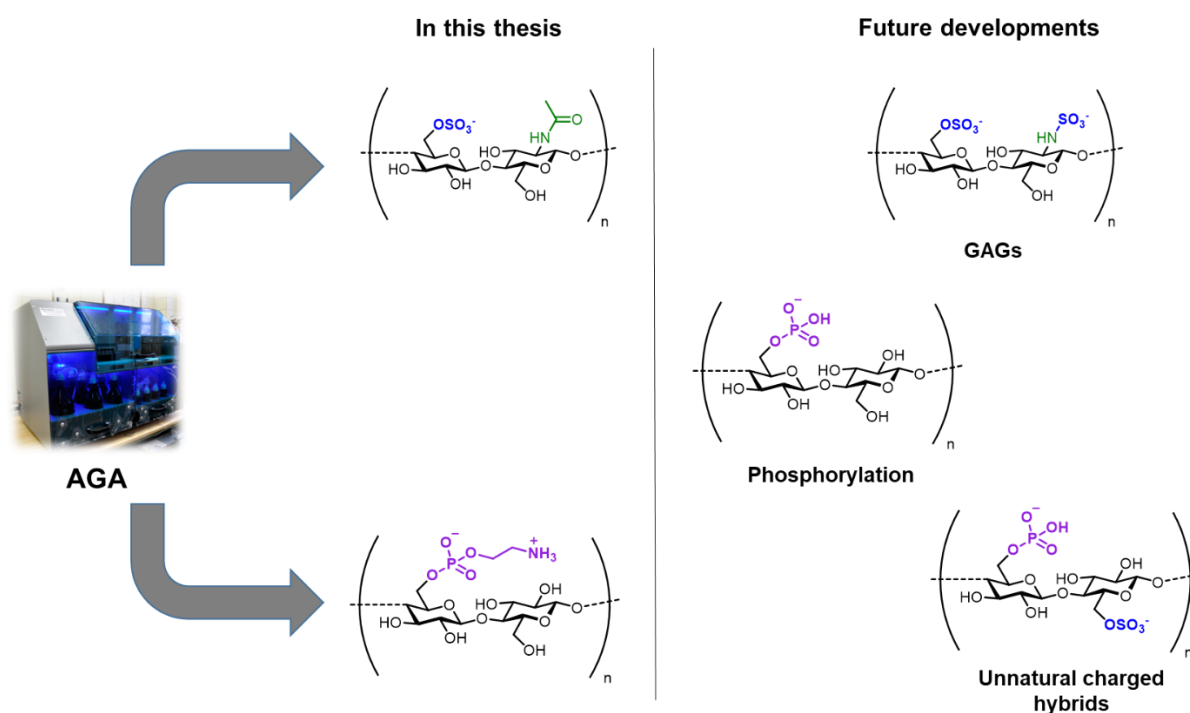 In this thesis
Future developments
OSO₃⁻
HN
O
O
HO
O
HO
OH
O
O
OH
n
OSO₃⁻
SO₃⁻
HN
O
HO
O
HO
OH
O
O
OH
n
GAGs
O⁻
OH
P
O
O
OH
HO
O
HO
O
HO
OH
O
O
OH
n
Phosphorylation
AGA
O⁻
O
NH₃⁺
P
O
O
OH
HO
O
HO
O
HO
OH
O
O
OH
n
O⁻
OH
P
O
O
OH
HO
O
HO
O
HO
OH
O
O
OSO₃⁻
n
Unnatural charged
hybrids